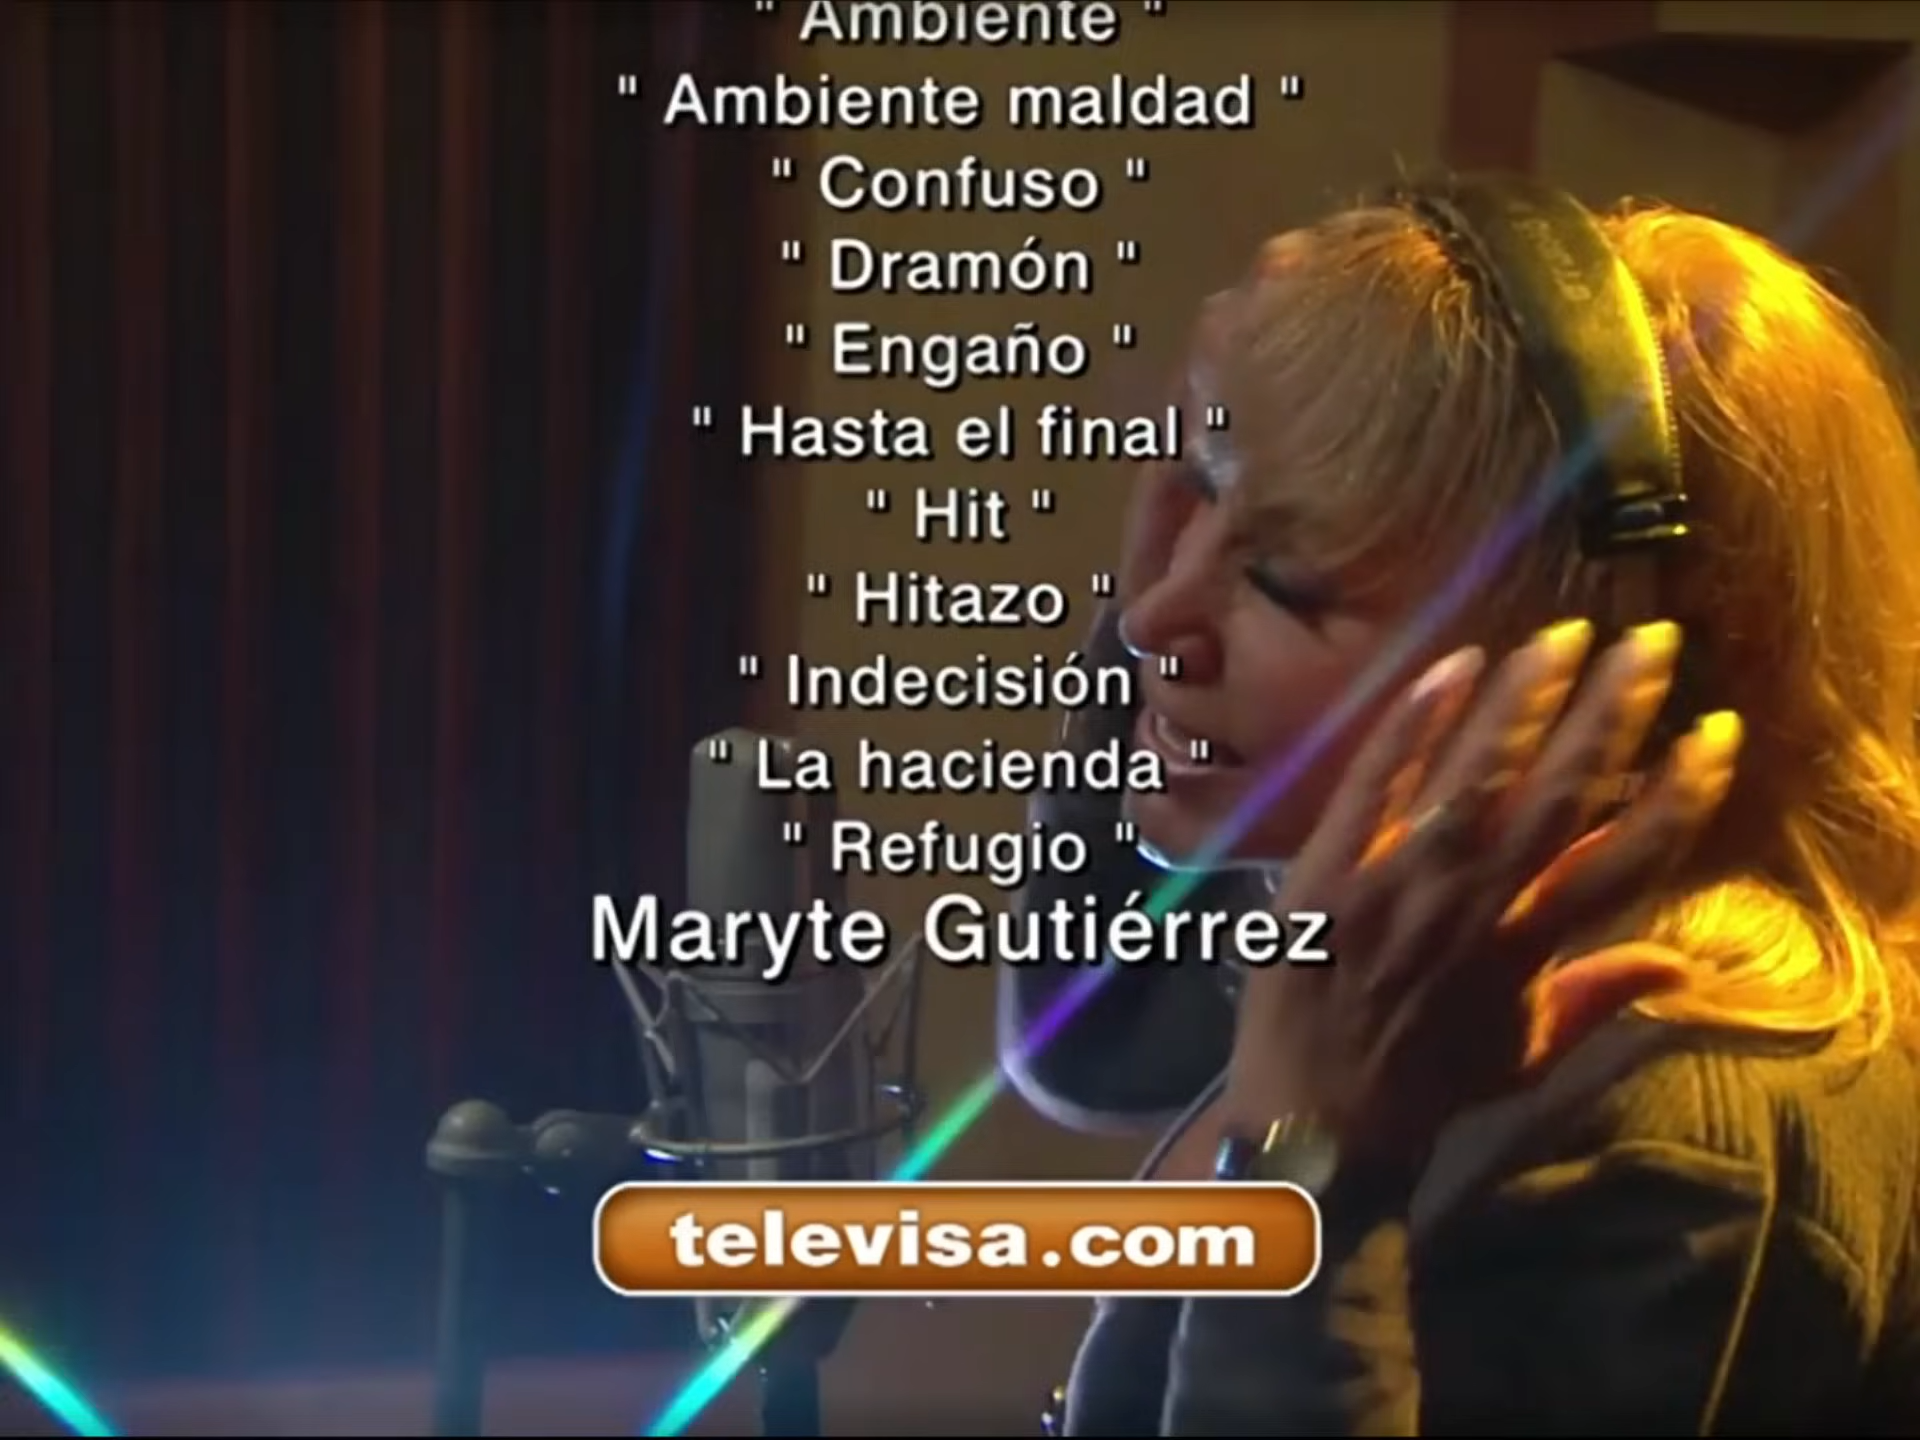 " Ambiente "
" Ambiente maldad "
" Confuso "
" Dramón "
" Engaño "
" Hasta el final "
" Hit "
" Hitazo "
" Indecisión "
" La hacienda "
" Refugio "
Maryte Gutiérrez
televisa.com